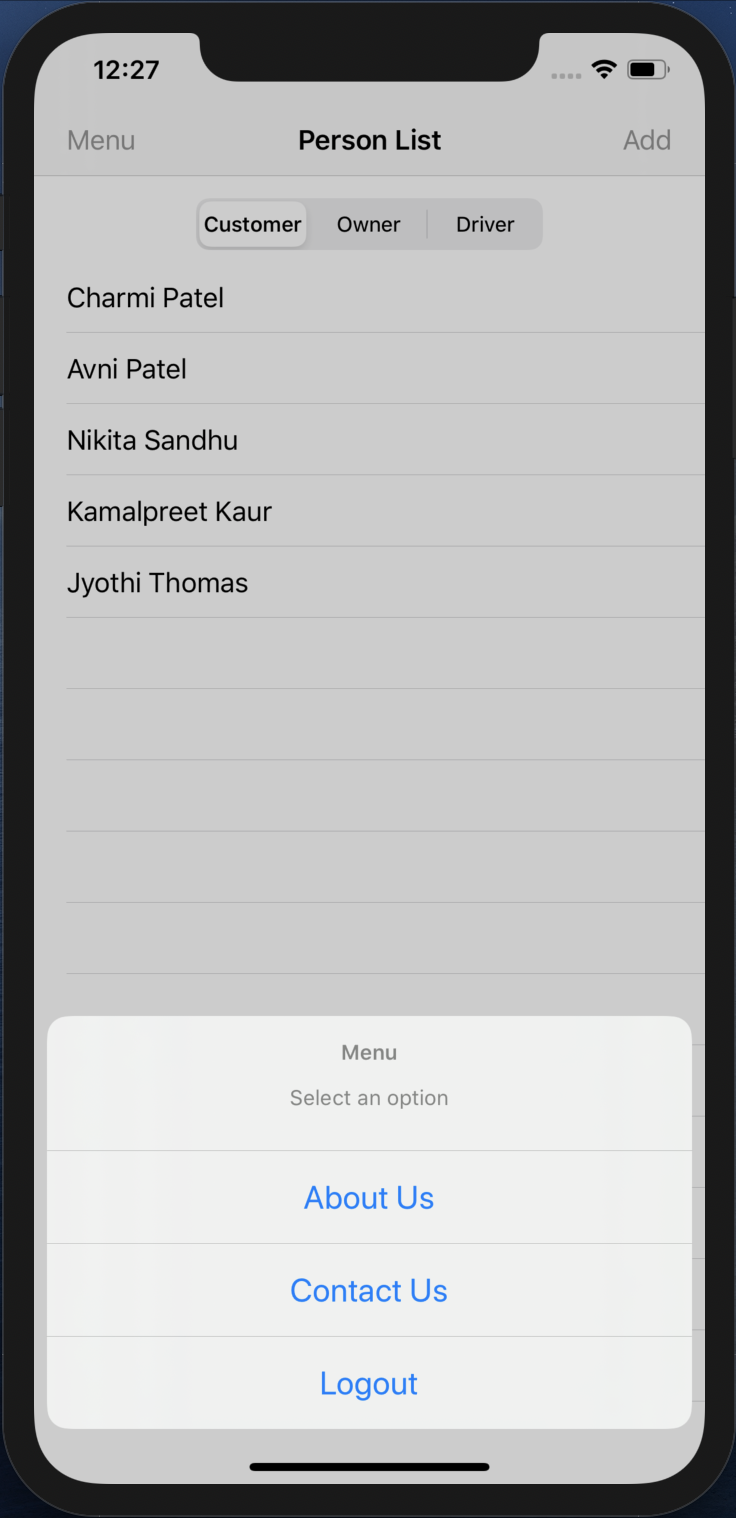 12:27
Menu Person List Add
Customer Owner Driver
Charmi Patel
Avni Patel
Nikita Sandhu
Kamalpreet Kaur
Jyothi Thomas
Menu
Select an option
About Us
Contact Us
Logout